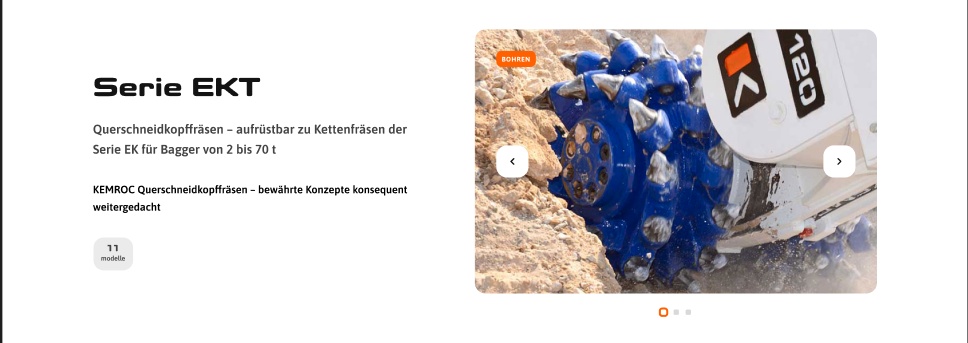 Serie EKT
Querschneidkopffräsen – aufrüstbar zu Kettenfräsen der
Serie EK für Bagger von 2 bis 70 t
KEMROC Querschneidkopffräsen – bewährte Konzepte konsequent
weitergedacht
11
modelle
BOHREN
120